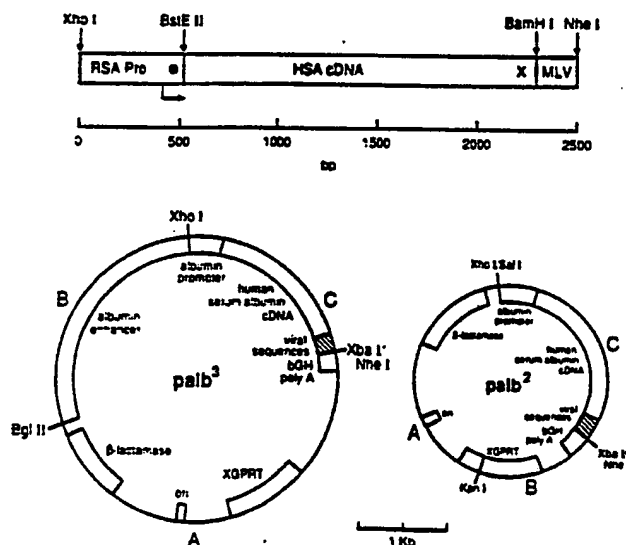 Xho I
BstE II
BamH I
Nhe I
RSA Pro
HSA cDNA
X
MLV
0
500
1000
1500
2000
2500
bp
Xho I
albumin
promoter
B
albumin
enhancer
human
serum albumin
cDNA
C
viral
sequences
bGH
poly A
Xba I'
Nhe I
palb3
Bgl II
β-lactamase
ori
XGPRT
A
Xho I/Sal I
albumin
promoter
β-lactamase
human
serum albumin
cDNA
C
palb2
viral
sequences
bGH
poly A
Xba I'
Nhe
ori
A
XGPRT
Kpn I
B
1 Kb